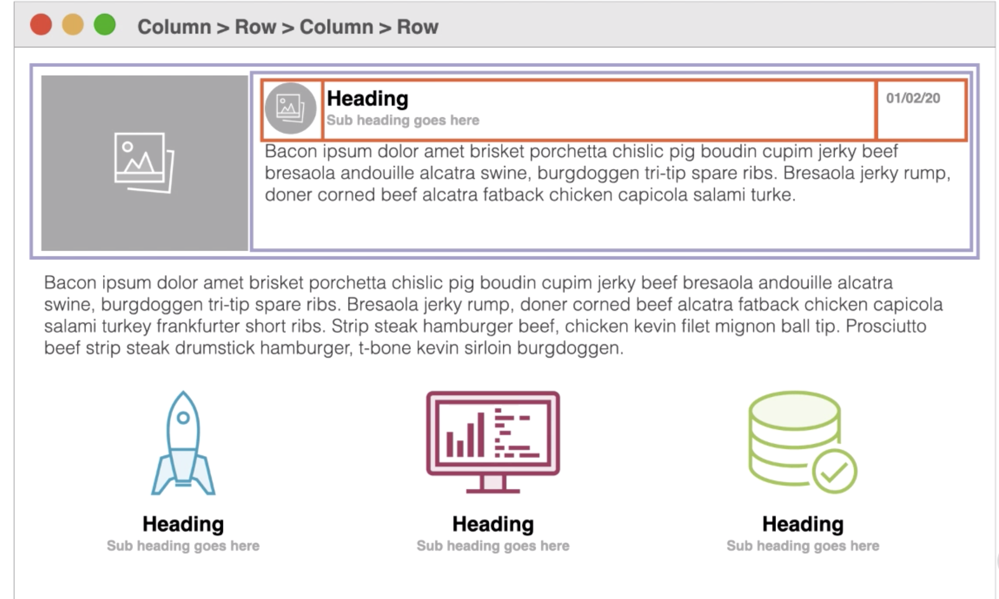 Column > Row > Column > Row
Heading
Sub heading goes here
01/02/20
Bacon ipsum dolor amet brisket porchetta chislic pig boudin cupim jerky beef
bresaola andouille alcatra swine, burgdoggen tri-tip spare ribs. Bresaola jerky rump,
doner corned beef alcatra fatback chicken capicola salami turke.
Bacon ipsum dolor amet brisket porchetta chislic pig boudin cupim jerky beef bresaola andouille alcatra
swine, burgdoggen tri-tip spare ribs. Bresaola jerky rump, doner corned beef alcatra fatback chicken capicola
salami turkey frankfurter short ribs. Strip steak hamburger beef, chicken kevin filet mignon ball tip. Prosciutto
beef strip steak drumstick hamburger, t-bone kevin sirloin burgdoggen.
Heading
Sub heading goes here
Heading
Sub heading goes here
Heading
Sub heading goes here